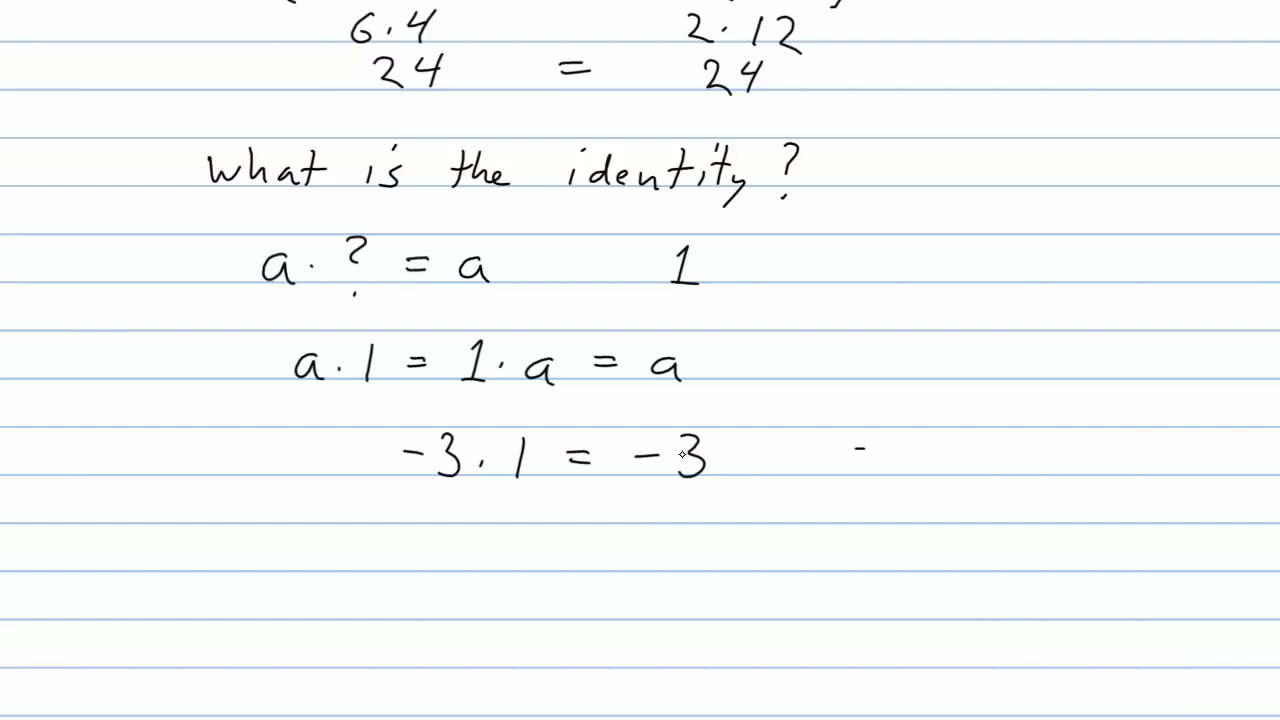 6 · 4 2 · 12
24 = 24
What is the identity?
a · ? = a 1
a · 1 = 1 · a = a
-3 · 1 = -3 -